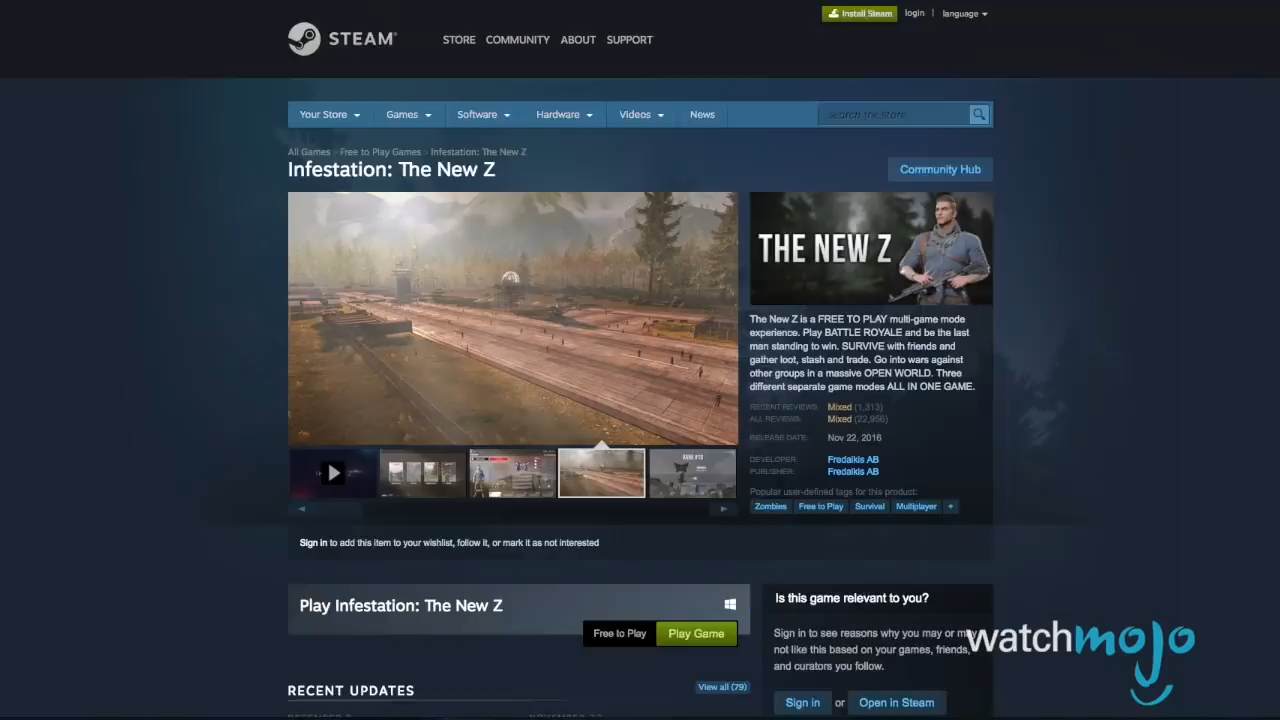 Install Steam
login
language
STEAM
STORE COMMUNITY ABOUT SUPPORT
Your Store Games Software Hardware Videos News
search the store
All Games > Free to Play Games > Infestation: The New Z
Infestation: The New Z
Community Hub
THE NEW Z
The New Z is a FREE TO PLAY multi-game mode
experience. Play BATTLE ROYALE and be the last
man standing to win. SURVIVE with friends and
gather loot, stash and trade. Go into wars against
other groups in a massive OPEN WORLD. Three
different separate game modes ALL IN ONE GAME.
RECENT REVIEWS: Mixed (1,313)
ALL REVIEWS: Mixed (22,956)
RELEASE DATE: Nov 22, 2016
DEVELOPER: Fredaikis AB
PUBLISHER: Fredaikis AB
Popular user-defined tags for this product:
Zombies Free to Play Survival Multiplayer +
Sign in to add this item to your wishlist, follow it, or mark it as not interested
Play Infestation: The New Z
Free to Play Play Game
Is this game relevant to you?
Sign in to see reasons why you may or may
not like this based on your games, friends,
and curators you follow.
Sign in or Open in Steam
RECENT UPDATES
View all (79)
watchmojo